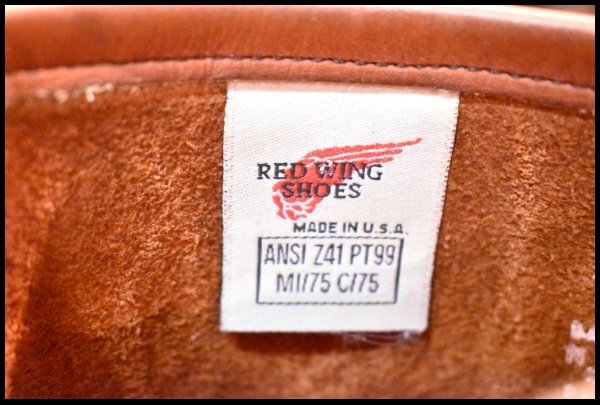 RED WING
SHOES
MADE IN U.S.A.
ANSI Z41 PT99
MI/75 C/75